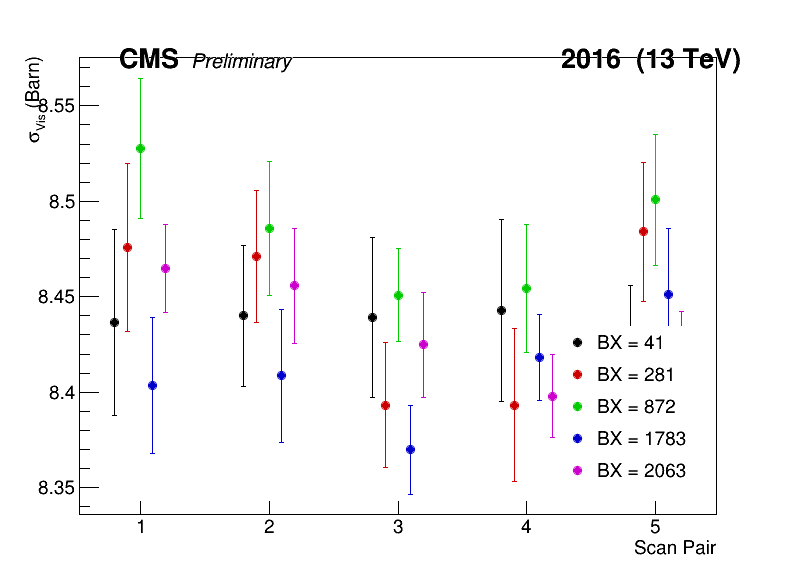 CMS Preliminary 2016 (13 TeV)
σVis (Barn)
8.55
8.5
8.45
8.4
8.35
BX = 41
BX = 281
BX = 872
BX = 1783
BX = 2063
1 2 3 4 5
Scan Pair